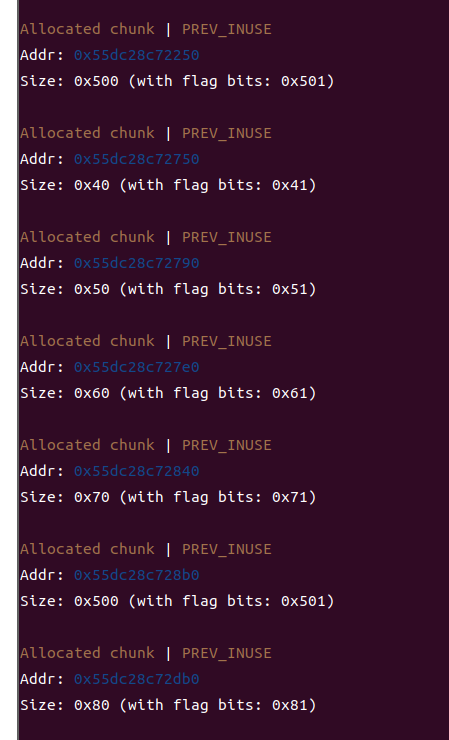 Allocated chunk | PREV_INUSE
Addr: 0x55dc28c72250
Size: 0x500 (with flag bits: 0x501)
Allocated chunk | PREV_INUSE
Addr: 0x55dc28c72750
Size: 0x40 (with flag bits: 0x41)
Allocated chunk | PREV_INUSE
Addr: 0x55dc28c72790
Size: 0x50 (with flag bits: 0x51)
Allocated chunk | PREV_INUSE
Addr: 0x55dc28c727e0
Size: 0x60 (with flag bits: 0x61)
Allocated chunk | PREV_INUSE
Addr: 0x55dc28c72840
Size: 0x70 (with flag bits: 0x71)
Allocated chunk | PREV_INUSE
Addr: 0x55dc28c728b0
Size: 0x500 (with flag bits: 0x501)
Allocated chunk | PREV_INUSE
Addr: 0x55dc28c72db0
Size: 0x80 (with flag bits: 0x81)